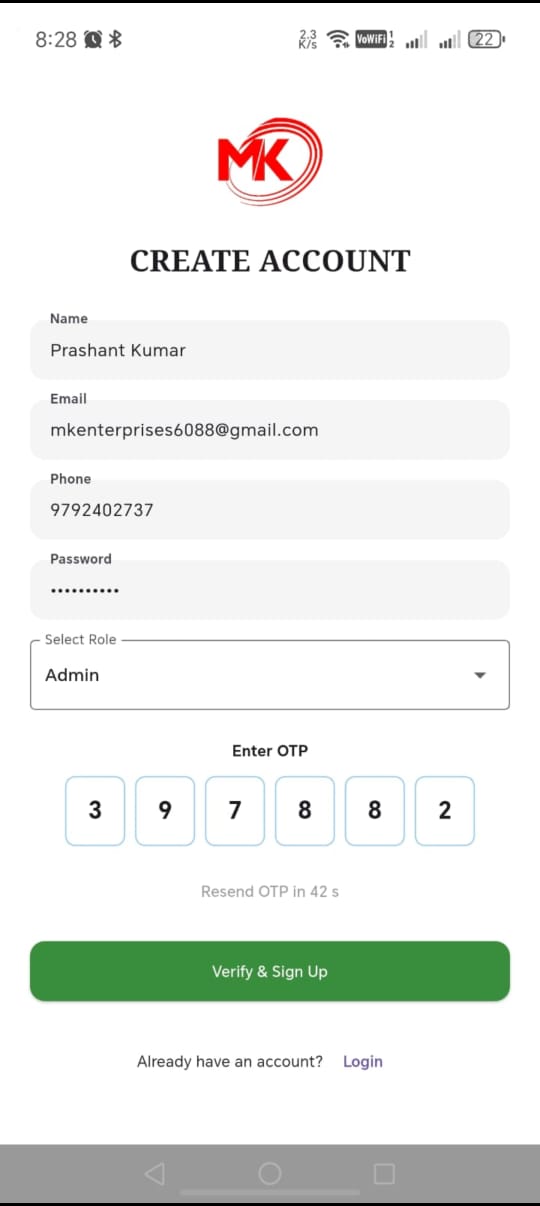 8:28
2.3 K/s VoWiFi 1 2 22
MK
CREATE ACCOUNT
Name
Prashant Kumar
Email
mkenterprises6088@gmail.com
Phone
9792402737
Password
••••••••••
Select Role
Admin
Enter OTP
3 9 7 8 8 2
Resend OTP in 42 s
Verify & Sign Up
Already have an account? Login